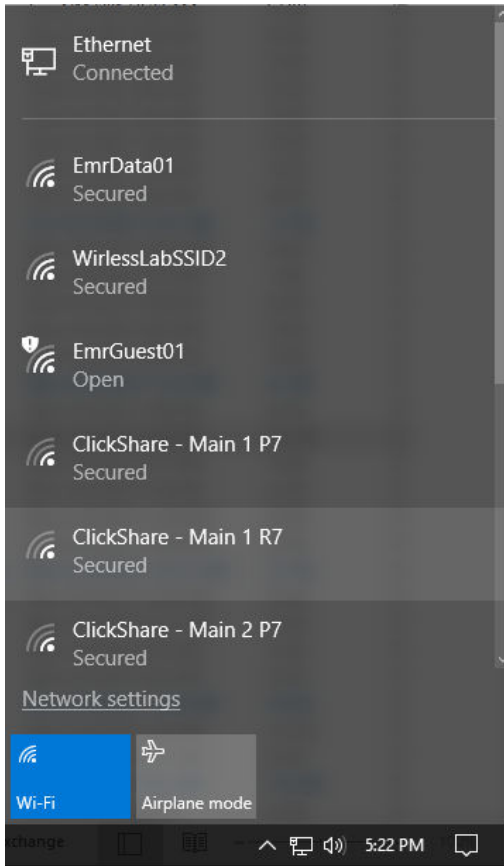 Ethernet
Connected
EmrData01
Secured
WirlessLabSSID2
Secured
EmrGuest01
Open
ClickShare - Main 1 P7
Secured
ClickShare - Main 1 R7
Secured
ClickShare - Main 2 P7
Secured
Network settings
Wi-Fi
Airplane mode
5:22 PM